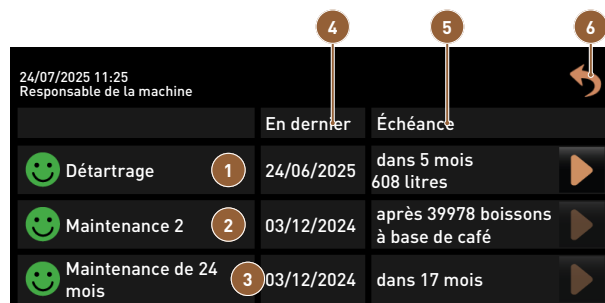 4 5 6
24/07/2025 11:25
Responsable de la machine
En dernier Échéance
Détartrage 1 24/06/2025 dans 5 mois
608 litres
Maintenance 2 2 03/12/2024 après 39978 boissons
à base de café
Maintenance de 24
mois 3 03/12/2024 dans 17 mois